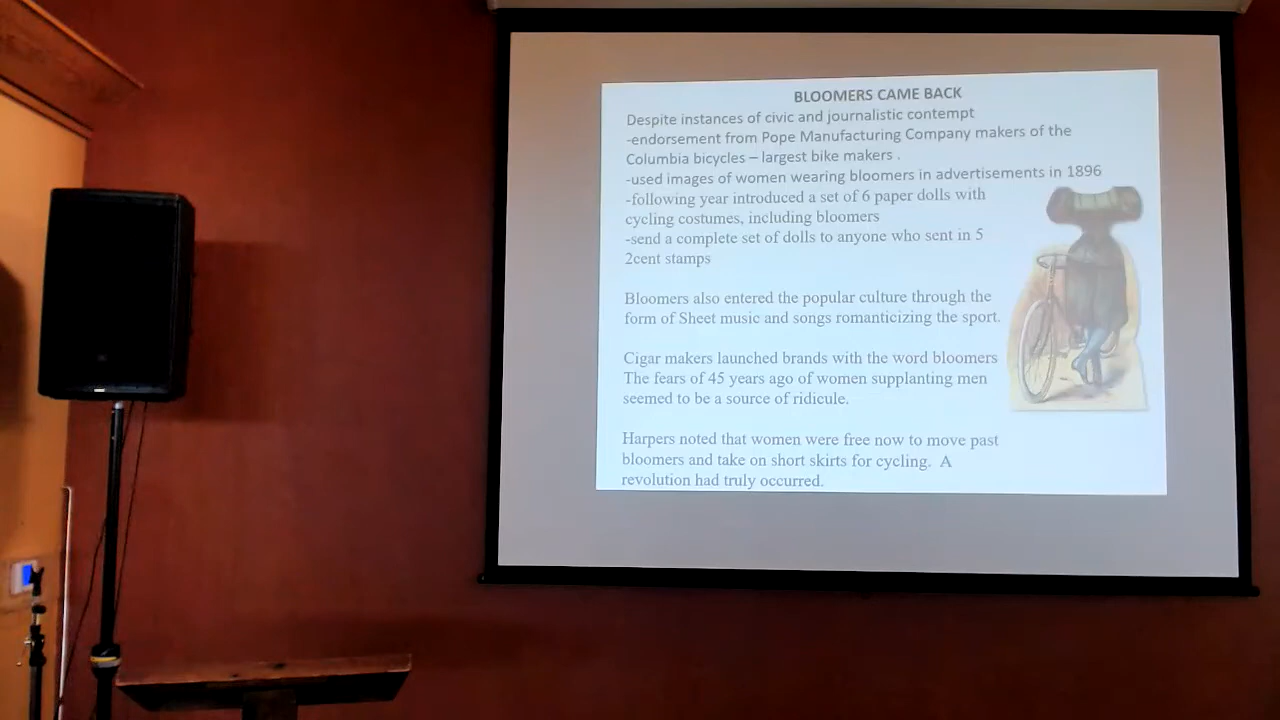 BLOOMERS CAME BACK
Despite instances of civic and journalistic contempt
-endorsement from Pope Manufacturing Company makers of the
Columbia bicycles – largest bike makers .
-used images of women wearing bloomers in advertisements in 1896
-following year introduced a set of 6 paper dolls with
cycling costumes, including bloomers
-send a complete set of dolls to anyone who sent in 5
2cent stamps
Bloomers also entered the popular culture through the
form of Sheet music and songs romanticizing the sport.
Cigar makers launched brands with the word bloomers
The fears of 45 years ago of women supplanting men
seemed to be a source of ridicule.
Harpers noted that women were free now to move past
bloomers and take on short skirts for cycling.  A
revolution had truly occurred.